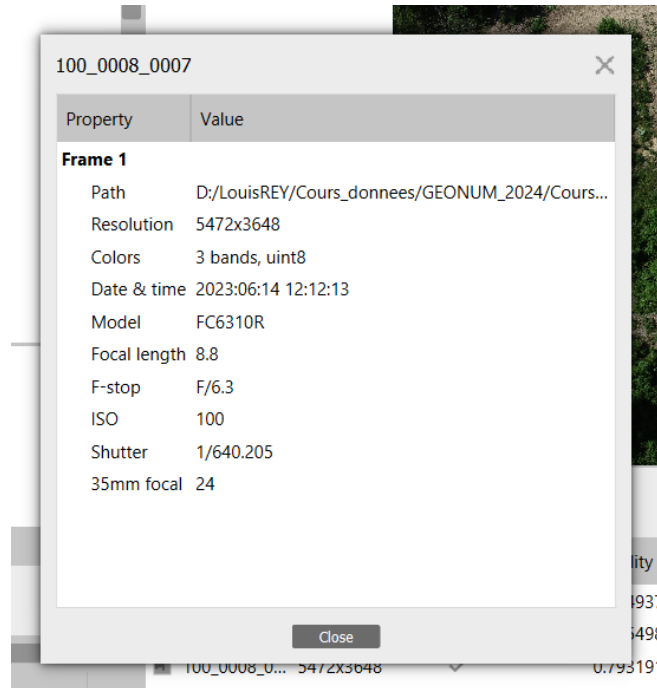 100_0008_0007
Property Value
Frame 1
Path D:/LouisREY/Cours_donnees/GEONUM_2024/Cours...
Resolution 5472x3648
Colors 3 bands, uint8
Date & time 2023:06:14 12:12:13
Model FC6310R
Focal length 8.8
F-stop F/6.3
ISO 100
Shutter 1/640.205
35mm focal 24
Close
100_0008_0... 5472x3648